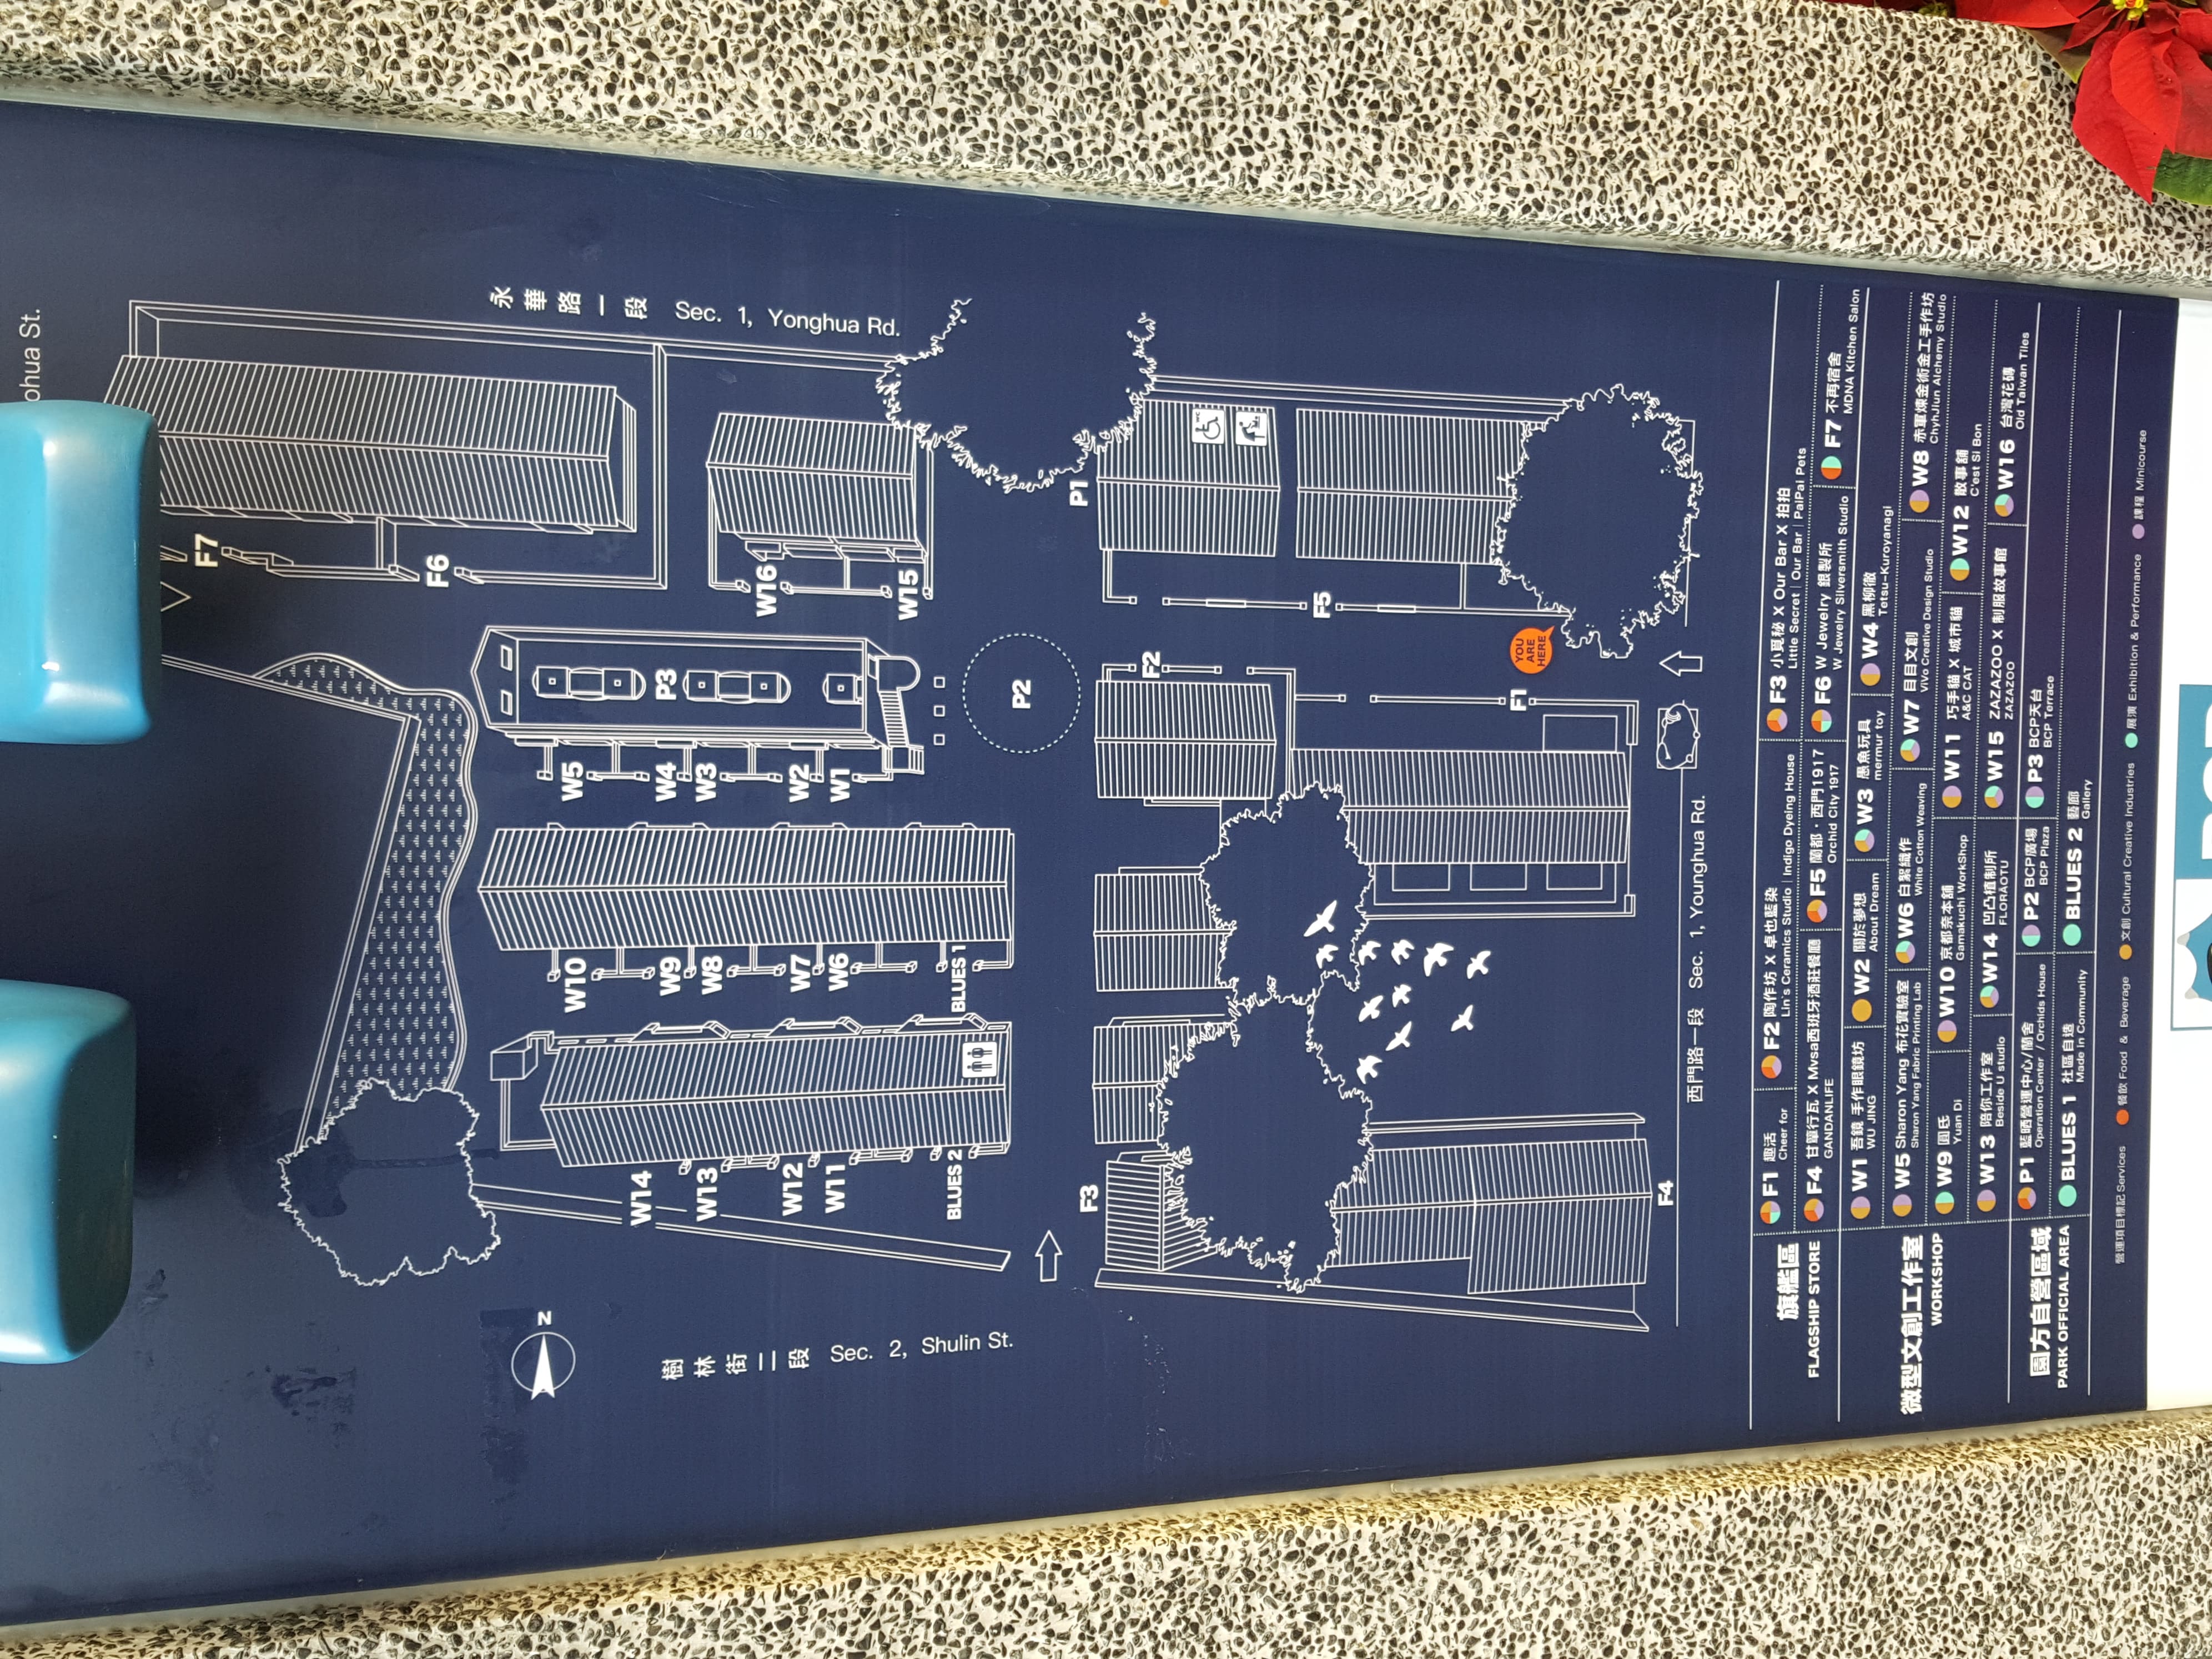 ohua St.
永華路一段 Sec. 1, Yonghua Rd.
F7
F6
W16
W15
P3
W5
W4
W3
W2
W1
W10
W9
W8
W7
W6
BLUES 1
W14
W13
W12
W11
BLUES 2
N
樹林街二段 Sec. 2, Shulin St.
P2
P1
F2
F5
F3
YOU
ARE
HERE
F1
F4
西門路一段 Sec. 1, Younghua Rd.
旗艦區
FLAGSHIP STORE
F1 趣活
Cheer for
F2 陶作坊 X 卓也藍染
Lin's Ceramics Studio | Indigo Dyeing House
F3 小覓秘 X Our Bar X 拍拍
Little Secret | Our Bar | PaiPai Pets
F4 甘單行瓦 X Mvsa西班牙酒莊餐廳
GANDANLIFE
F5 蘭都・西門1917
Orchid City 1917
F6 W Jewelry 銀製所
W Jewelry Silversmith Studio
F7 不再宿舍
MDNA Kitchen Salon
微型文創工作室
WORKSHOP
W1 吾鏡 手作眼鏡坊
WU JING
W2 關於夢想
About Dream
W3 愚魚玩具
mermur toy
W4 黑柳徹
Tetsu-Kuroyanagi
W5 Sharon Yang 布花實驗室
Sharon Yang Fabric Printing Lab
W6 白絮織作
White Cotton Weaving
W7 目目文創
ViVo Creative Design Studio
W8 赤軍煉金術金工手作坊
ChyhJiun Alchemy Studio
W9 圓氏
Yuan Di
W10 京都奈本舖
Gamakuchi WorkShop
W11 巧手貓 X 城市貓
A&C CAT
W12 散事舖
C'est Si Bon
W13 陪你工作室
Beside U studio
W14 凹凸植制所
FLORÄOTU
W15 ZAZAZOO X 制服故事館
ZAZAZOO
W16 台灣花磚
Old Taiwan Tiles
園方自營區域
PARK OFFICIAL AREA
P1 藍晒營運中心/蘭舍
Operation Center / Orchids House
P2 BCP廣場
BCP Plaza
P3 BCP天台
BCP Terrace
BLUES 1 社區自造
Made in Community
BLUES 2 藝廊
Gallery
營運項目標記 Services 餐飲 Food & Beverage 文創 Cultural Creative Industries 展演 Exhibition & Performance 課程 Minicourse